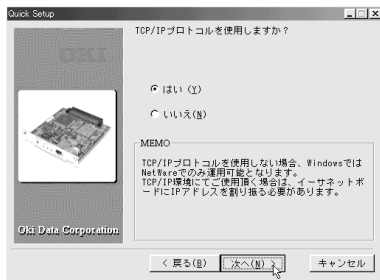 Quick Setup
TCP/IPプロトコルを使用しますか？
OKI
はい (Y)
いいえ(N)
MEMO
TCP/IPプロトコルを使用しない場合、Windowsでは
NetWareでのみ運用可能となります。
TCP/IP環境にてご使用頂く場合は、イーサネットボ
ードにIPアドレスを割り振る必要があります。
Oki Data Corporation
< 戻る(B)
次へ(N) >
キャンセル